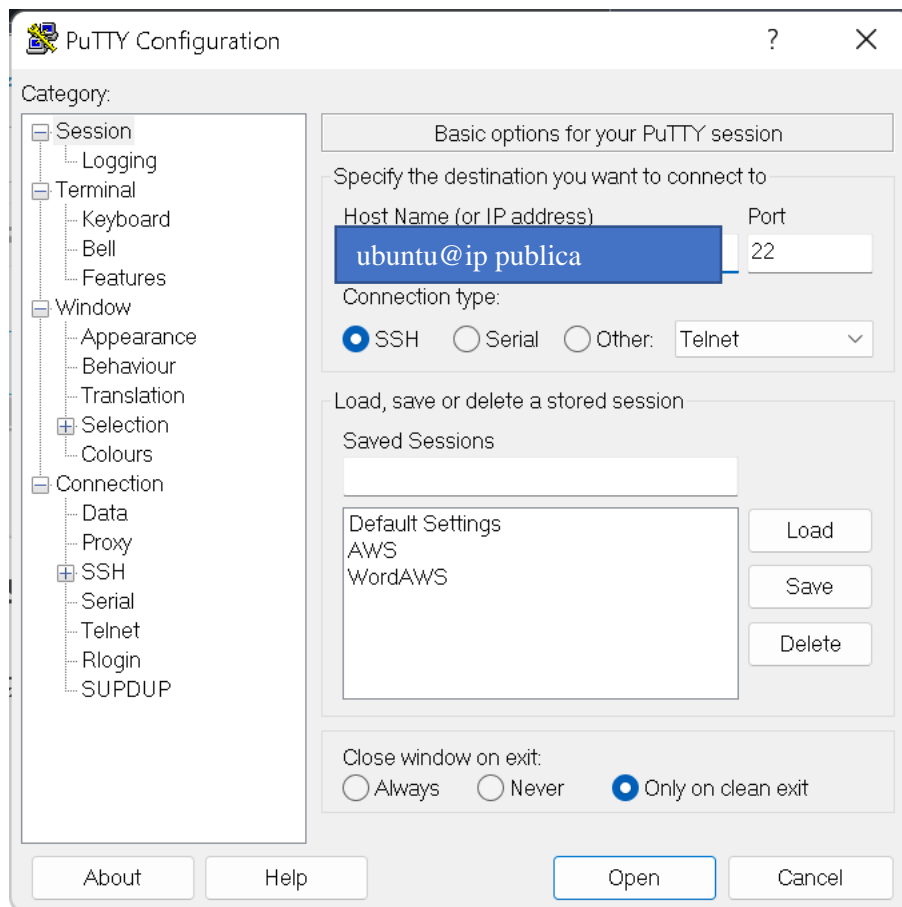 PuTTY Configuration
?
Category:
Session
Logging
Terminal
Keyboard
Bell
Features
Window
Appearance
Behaviour
Translation
Selection
Colours
Connection
Data
Proxy
SSH
Serial
Telnet
Rlogin
SUPDUP
Basic options for your PuTTY session
Specify the destination you want to connect to
Host Name (or IP address) Port
ubuntu@ip publica 22
Connection type:
SSH Serial Other: Telnet
Load, save or delete a stored session
Saved Sessions
Default Settings
AWS
WordAWS
Load
Save
Delete
Close window on exit:
Always Never Only on clean exit
About Help Open Cancel